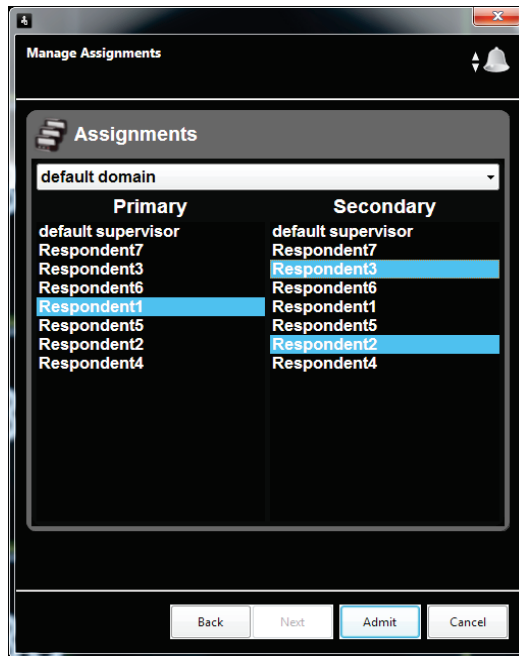 Manage Assignments
Assignments
default domain
Primary
Secondary
default supervisor
Respondent7
Respondent3
Respondent6
Respondent1
Respondent5
Respondent2
Respondent4
default supervisor
Respondent7
Respondent3
Respondent6
Respondent1
Respondent5
Respondent2
Respondent4
Back
Next
Admit
Cancel